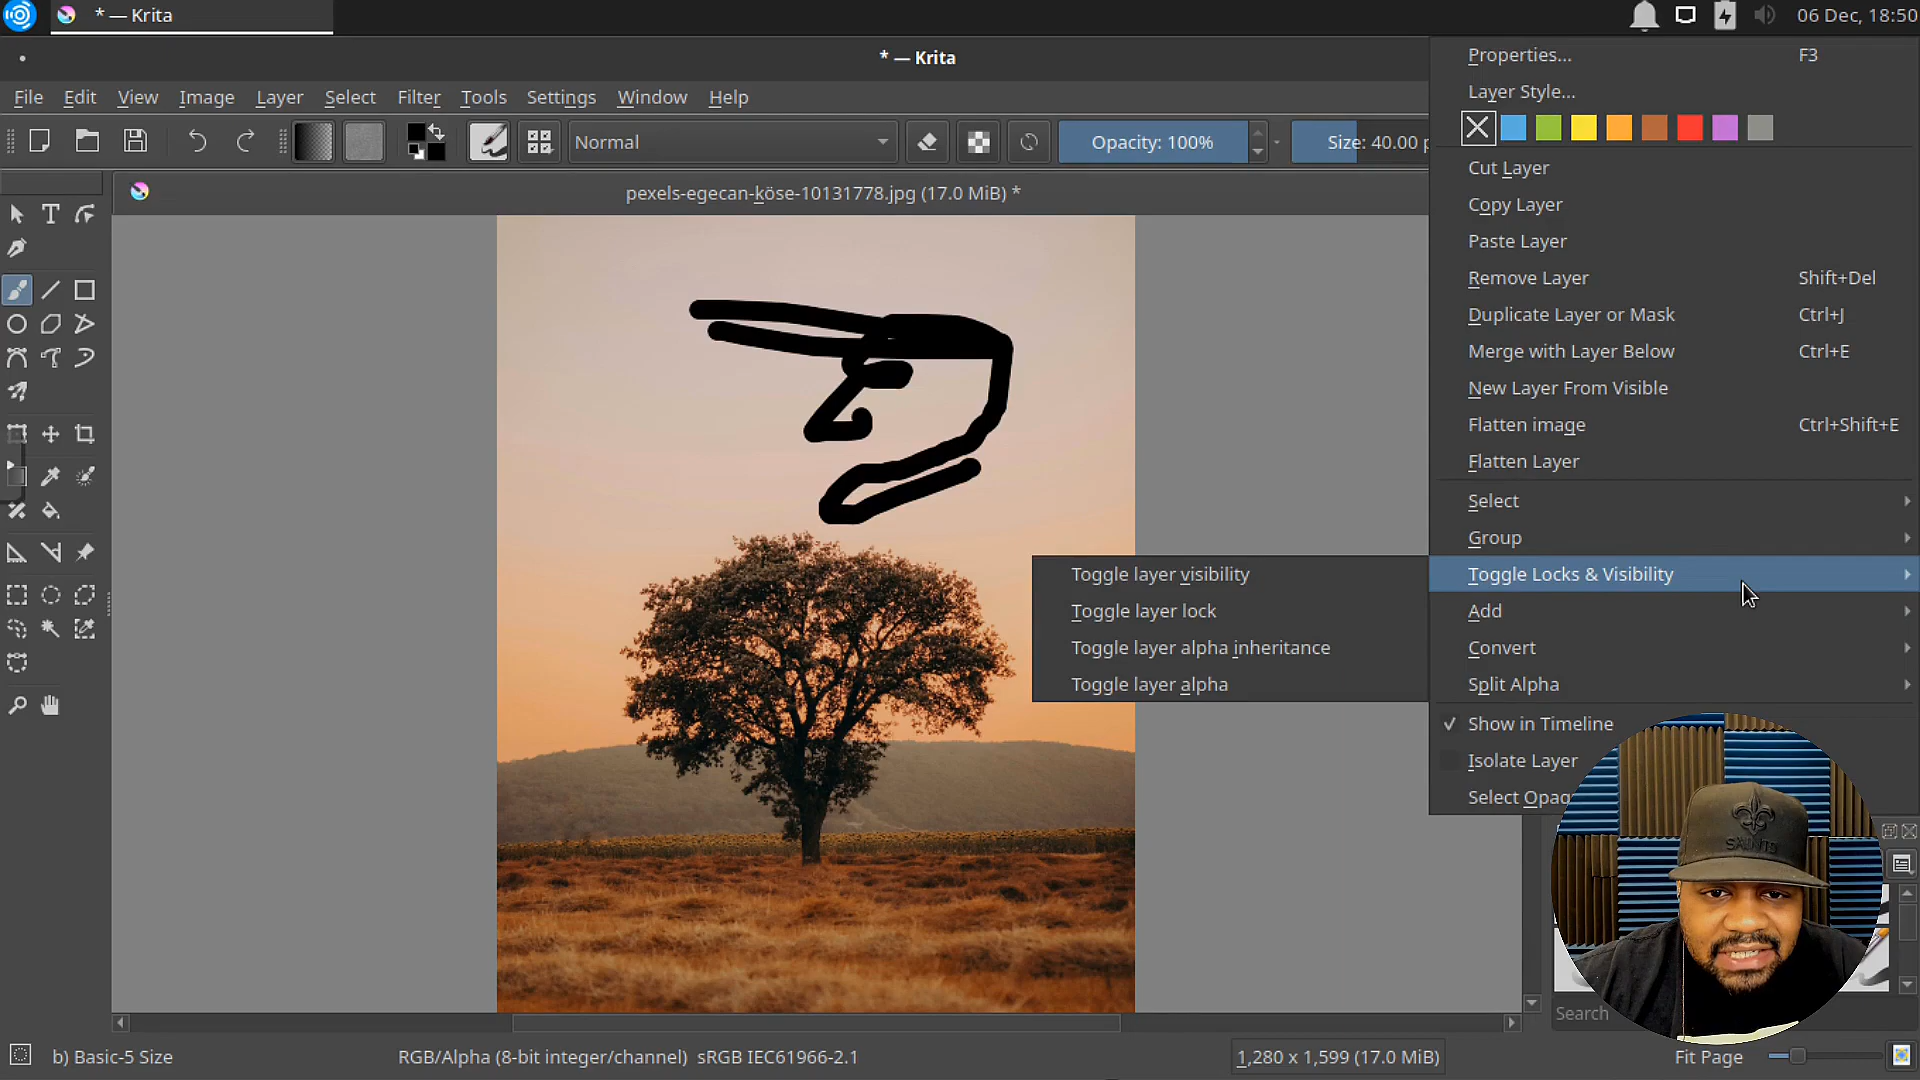 * — Krita
06 Dec, 18:50
* — Krita
File Edit View Image Layer Select Filter Tools Settings Window Help
Normal
Opacity: 100%
Size: 40.00 p
pexels-egecan-köse-10131778.jpg (17.0 MiB) *
Properties... F3
Layer Style...
Cut Layer
Copy Layer
Paste Layer
Remove Layer Shift+Del
Duplicate Layer or Mask Ctrl+J
Merge with Layer Below Ctrl+E
New Layer From Visible
Flatten image Ctrl+Shift+E
Flatten Layer
Select
Group
Toggle Locks & Visibility
Add
Convert
Split Alpha
Show in Timeline
Isolate Layer
Select Opaq
Toggle layer visibility
Toggle layer lock
Toggle layer alpha inheritance
Toggle layer alpha
SAINTS
Search
b) Basic-5 Size
RGB/Alpha (8-bit integer/channel) sRGB IEC61966-2.1
1,280 x 1,599 (17.0 MiB)
Fit Page